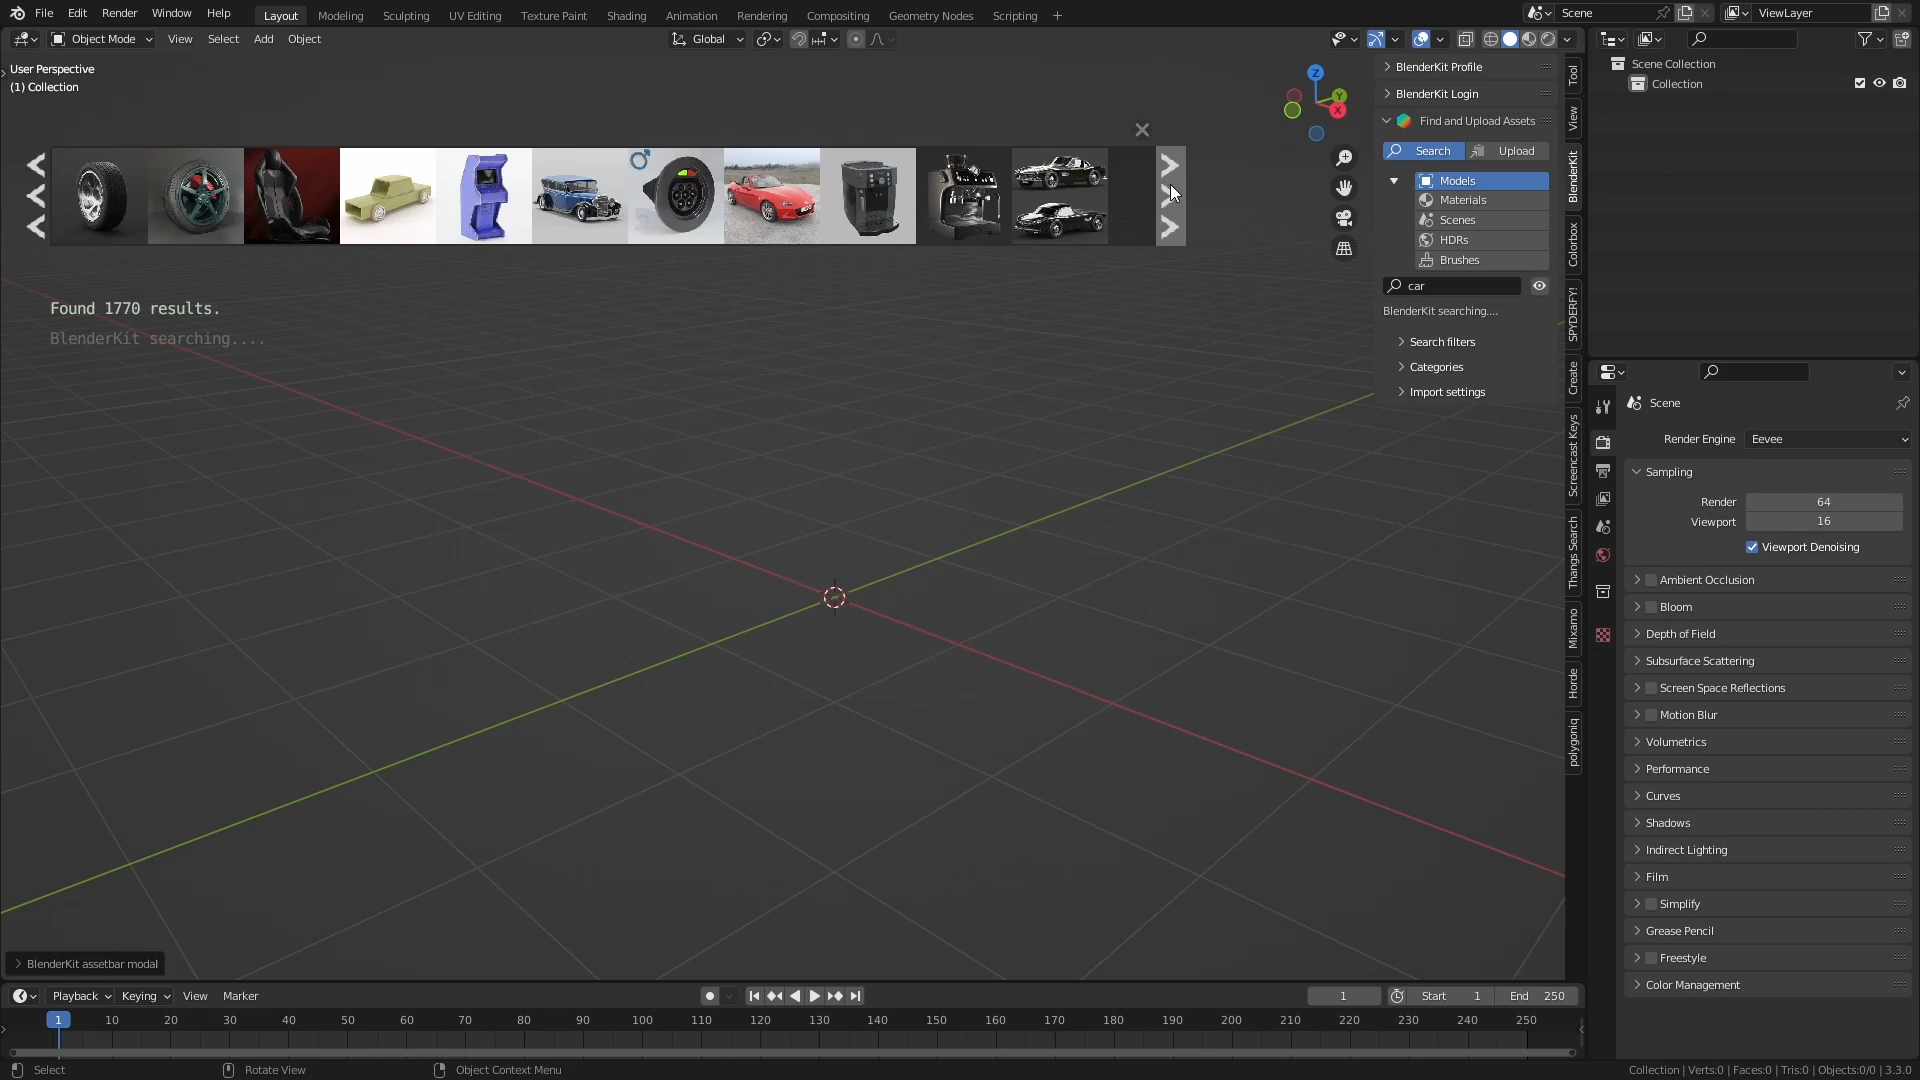 File Edit Render Window Help Layout Modeling Sculpting UV Editing Texture Paint Shading Animation Rendering Compositing Geometry Nodes Scripting + Scene ViewLayer
Object Mode View Select Add Object Global
User Perspective
(1) Collection
Z
Y
X
BlenderKit Profile
BlenderKit Login
Find and Upload Assets
Search Upload
Models
Materials
Scenes
HDRs
Brushes
car
BlenderKit searching....
Search filters
Categories
Import settings
Found 1770 results.
BlenderKit searching....
Tool
View
BlenderKit
Colorbox
SPYDERFY!
Create
Screencast Keys
Thangs Search
Mixamo
Horde
polygoniq
Scene Collection
Collection
Scene
Render Engine Eevee
Sampling
Render 64
Viewport 16
Viewport Denoising
Ambient Occlusion
Bloom
Depth of Field
Subsurface Scattering
Screen Space Reflections
Motion Blur
Volumetrics
Performance
Curves
Shadows
Indirect Lighting
Film
Simplify
Grease Pencil
Freestyle
Color Management
BlenderKit assetbar modal
Playback Keying View Marker 1 Start 1 End 250
1 10 20 30 40 50 60 70 80 90 100 110 120 130 140 150 160 170 180 190 200 210 220 230 240 250
Select Rotate View Object Context Menu Collection | Verts:0 | Faces:0 | Tris:0 | Objects:0/0 | 3.3.0